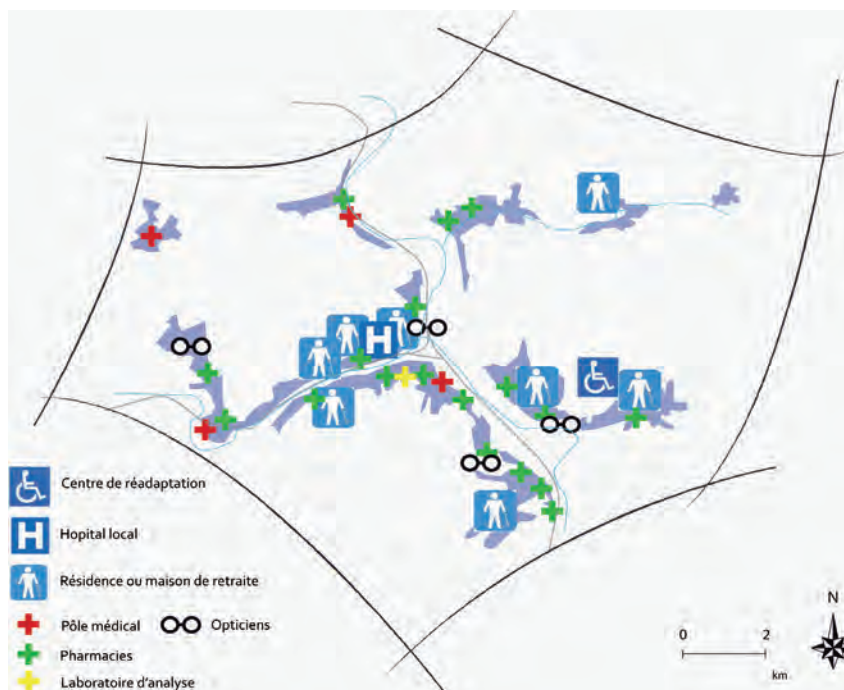 H
Centre de réadaptation
H
Hopital local
Résidence ou maison de retraite
Pôle médical
Opticiens
Pharmacies
Laboratoire d'analyse
N
0 2
km